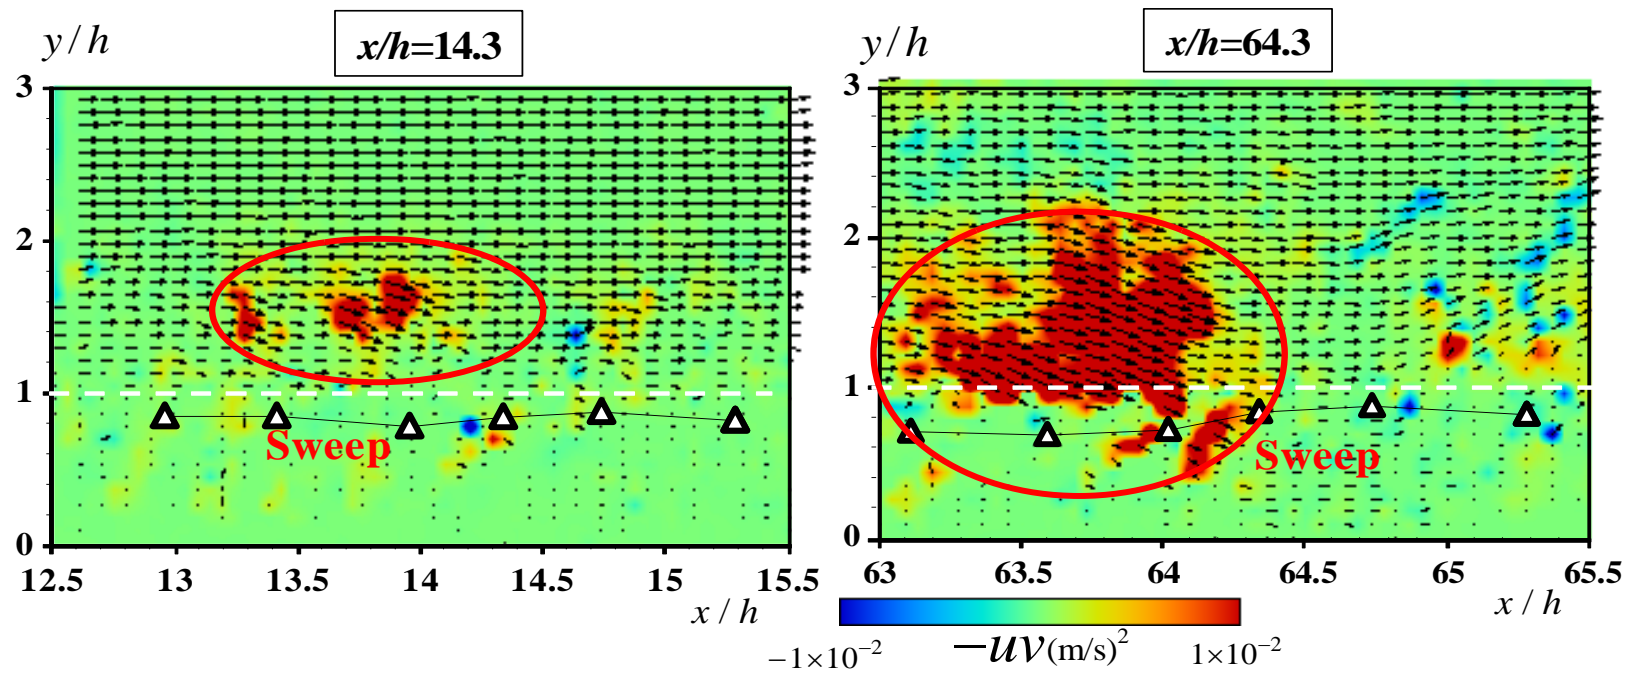 x/h=14.3
y / h
3
2
1
0
Sweep
12.5 13 13.5 14 14.5 15 15.5
x / h
x/h=64.3
y / h
3
2
1
0
Sweep
63 63.5 64 64.5 65 65.5
x / h
−1×10⁻² −uv(m/s)² 1×10⁻²